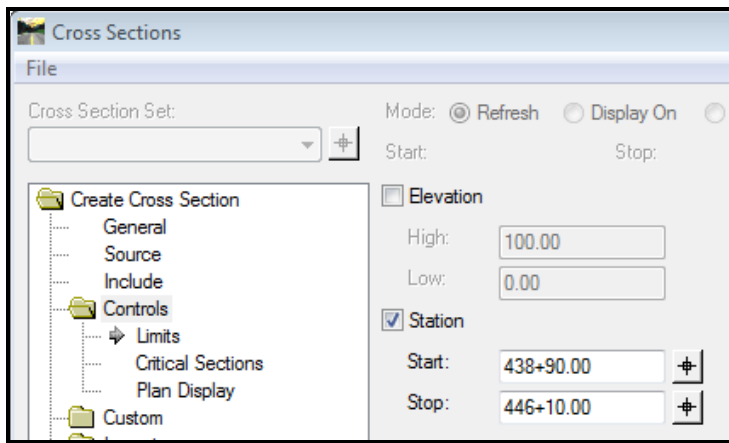 Cross Sections
File
Cross Section Set:
Mode: Refresh Display On
Start: Stop:
Create Cross Section
General
Source
Include
Controls
Limits
Critical Sections
Plan Display
Custom
Elevation
High: 100.00
Low: 0.00
Station
Start: 438+90.00
Stop: 446+10.00